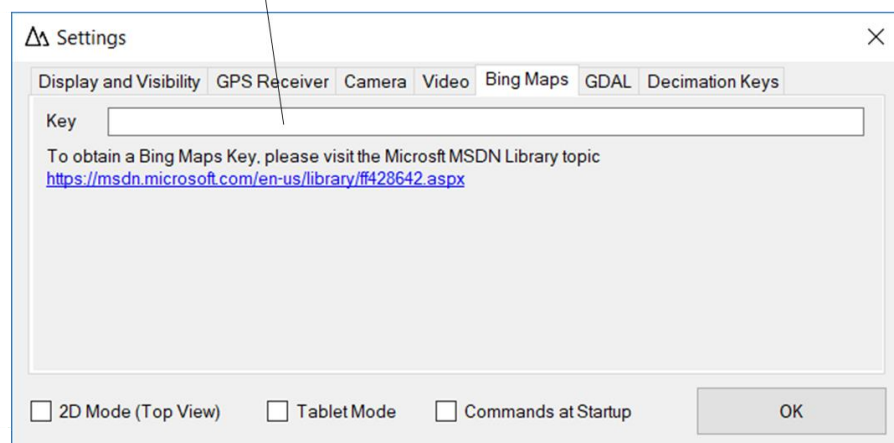 Settings
Display and Visibility GPS Receiver Camera Video Bing Maps GDAL Decimation Keys
Key
To obtain a Bing Maps Key, please visit the Microsft MSDN Library topic
https://msdn.microsoft.com/en-us/library/ff428642.aspx
2D Mode (Top View) Tablet Mode Commands at Startup OK